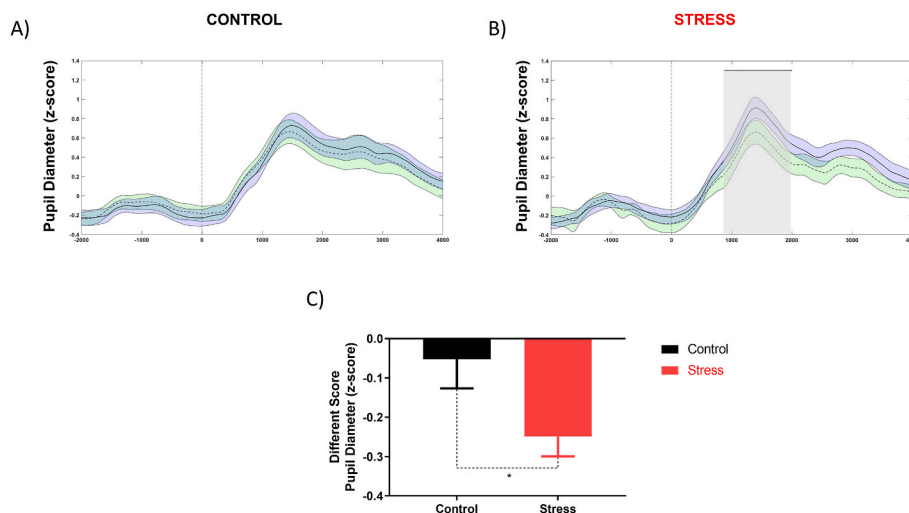 CONTROL
STRESS
A)
B)
Pupil Diameter (z-score)
1.4
1.2
1
0.8
0.6
0.4
0.2
0
-0.2
-0.4
-2000 -1000 0 1000 2000 3000 4000
Pupil Diameter (z-score)
1.4
1.2
1
0.8
0.6
0.4
0.2
0
-0.2
-0.4
-2000 -1000 0 1000 2000 3000 4000
C)
Different Score
Pupil Diameter (z-score)
0.0
-0.1
-0.2
-0.3
-0.4
*
Control Stress
Control
Stress